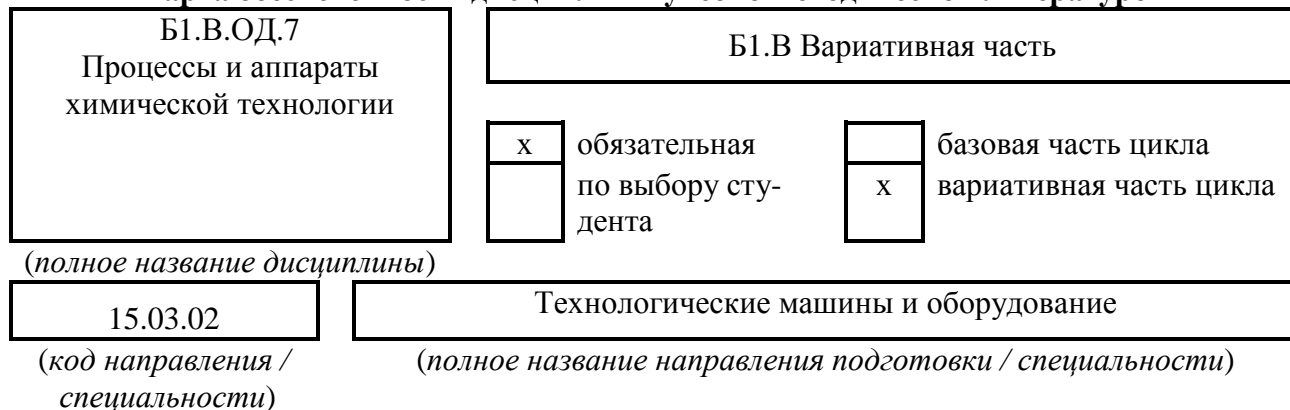 Б1.В.ОД.7
Процессы и аппараты
химической технологии
Б1.В Вариативная часть
х обязательная
по выбору сту-
дента
базовая часть цикла
х вариативная часть цикла
(полное название дисциплины)
15.03.02
Технологические машины и оборудование
(код направления /
специальности)
(полное название направления подготовки / специальности)